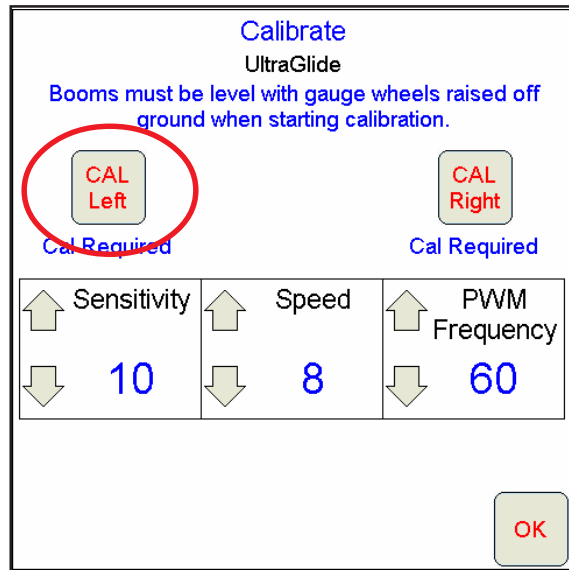 Calibrate
UltraGlide
Booms must be level with gauge wheels raised off
ground when starting calibration.
CAL
Left
CAL
Right
Cal Required
Cal Required
Sensitivity
10
Speed
8
PWM
Frequency
60
OK